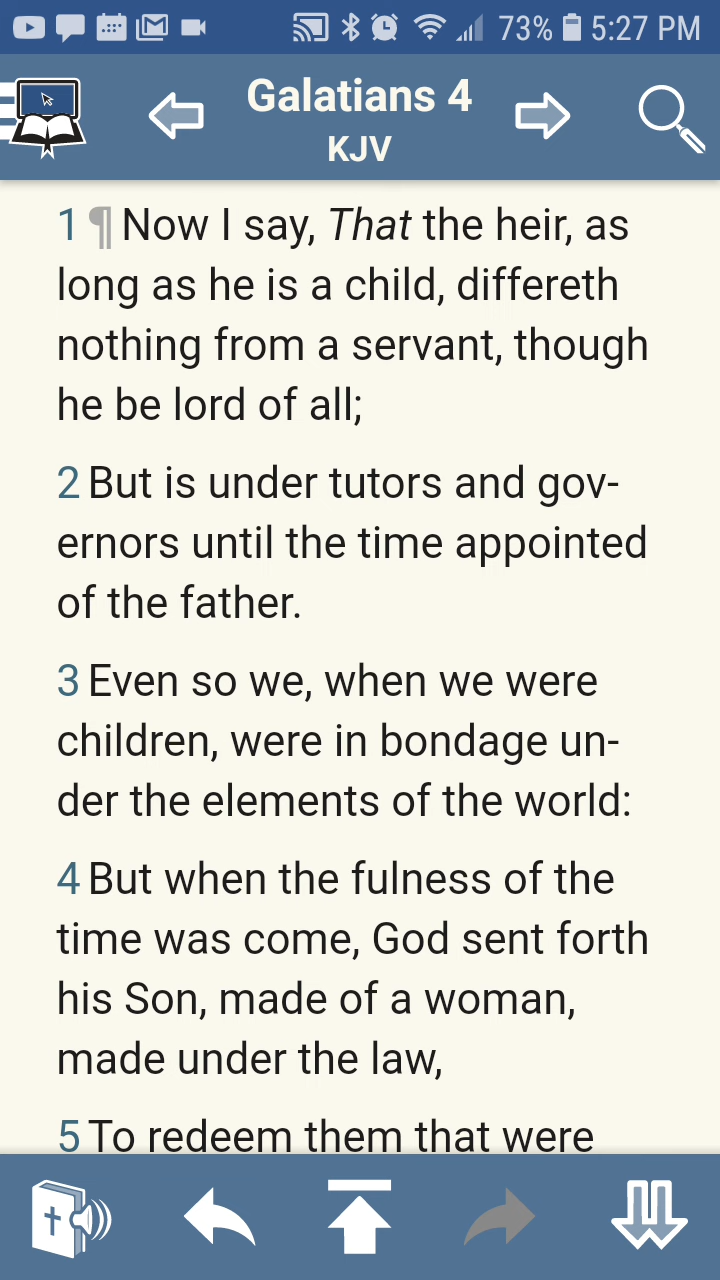 73% 5:27 PM
Galatians 4
KJV
1 ¶ Now I say, That the heir, as
long as he is a child, differeth
nothing from a servant, though
he be lord of all;
2 But is under tutors and gov-
ernors until the time appointed
of the father.
3 Even so we, when we were
children, were in bondage un-
der the elements of the world:
4 But when the fulness of the
time was come, God sent forth
his Son, made of a woman,
made under the law,
5 To redeem them that were